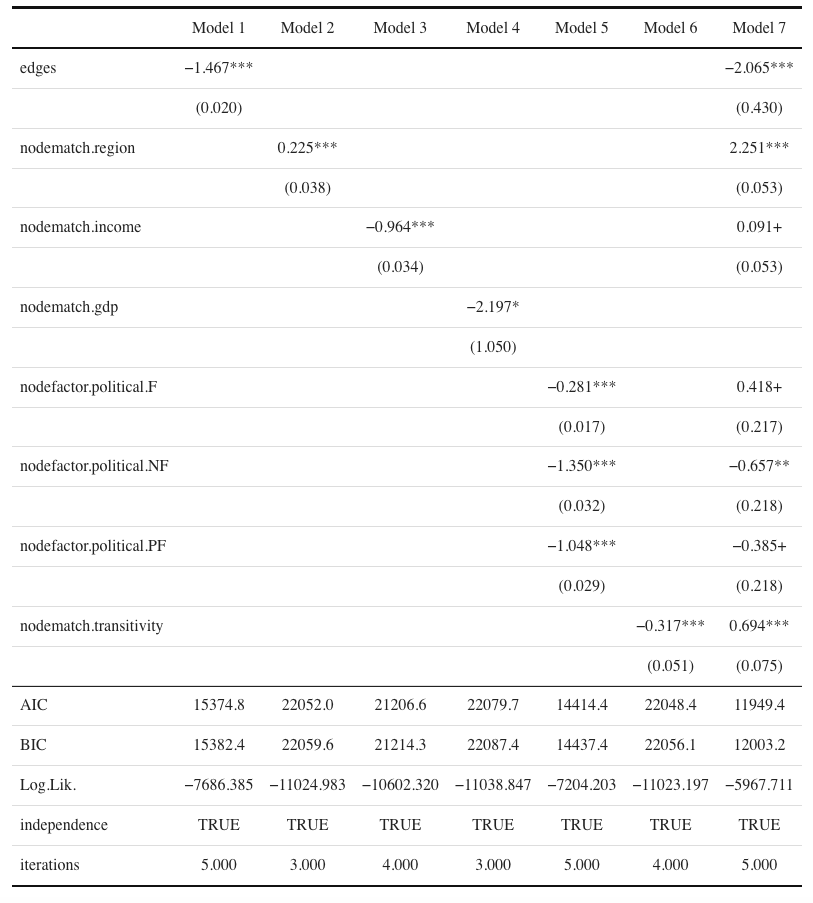 Model 1 Model 2 Model 3 Model 4 Model 5 Model 6 Model 7
edges −1.467*** −2.065***
(0.020) (0.430)
nodematch.region 0.225*** 2.251***
(0.038) (0.053)
nodematch.income −0.964*** 0.091+
(0.034) (0.053)
nodematch.gdp −2.197*
(1.050)
nodefactor.political.F −0.281*** 0.418+
(0.017) (0.217)
nodefactor.political.NF −1.350*** −0.657**
(0.032) (0.218)
nodefactor.political.PF −1.048*** −0.385+
(0.029) (0.218)
nodematch.transitivity −0.317*** 0.694***
(0.051) (0.075)
AIC 15374.8 22052.0 21206.6 22079.7 14414.4 22048.4 11949.4
BIC 15382.4 22059.6 21214.3 22087.4 14437.4 22056.1 12003.2
Log.Lik. −7686.385 −11024.983 −10602.320 −11038.847 −7204.203 −11023.197 −5967.711
independence TRUE TRUE TRUE TRUE TRUE TRUE TRUE
iterations 5.000 3.000 4.000 3.000 5.000 4.000 5.000